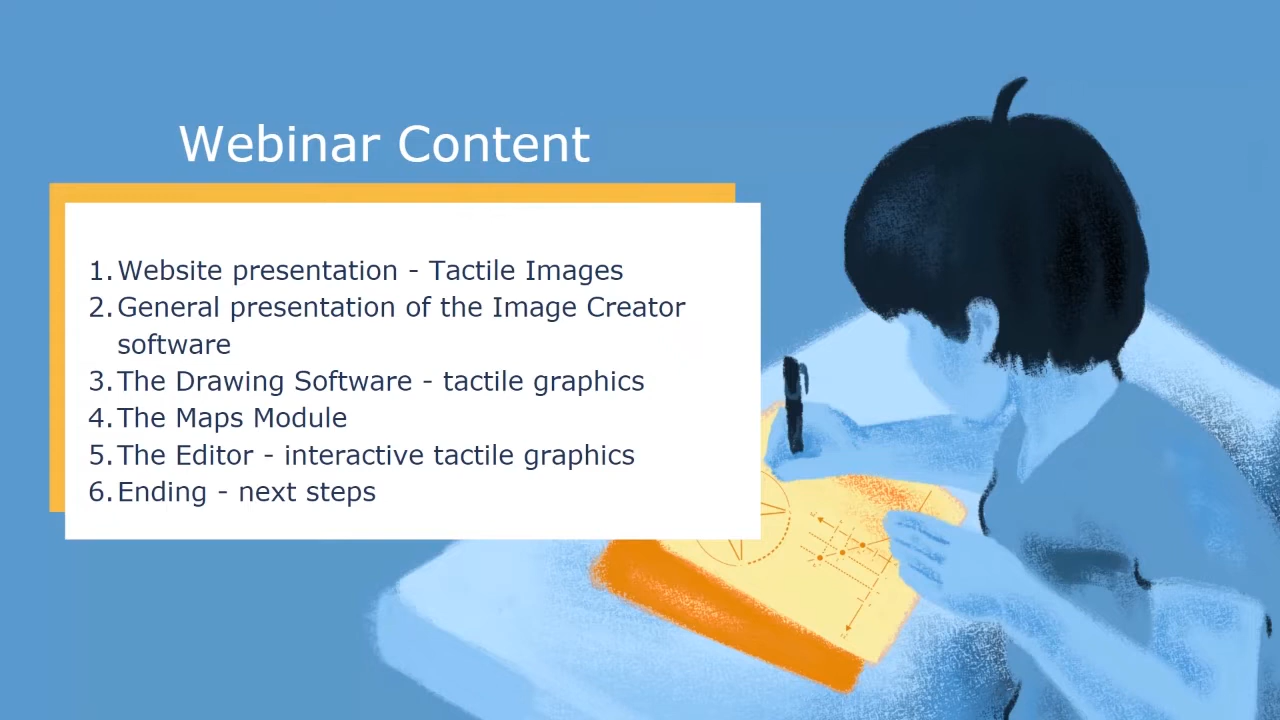 Webinar Content
1. Website presentation - Tactile Images
2. General presentation of the Image Creator
software
3. The Drawing Software - tactile graphics
4. The Maps Module
5. The Editor - interactive tactile graphics
6. Ending - next steps